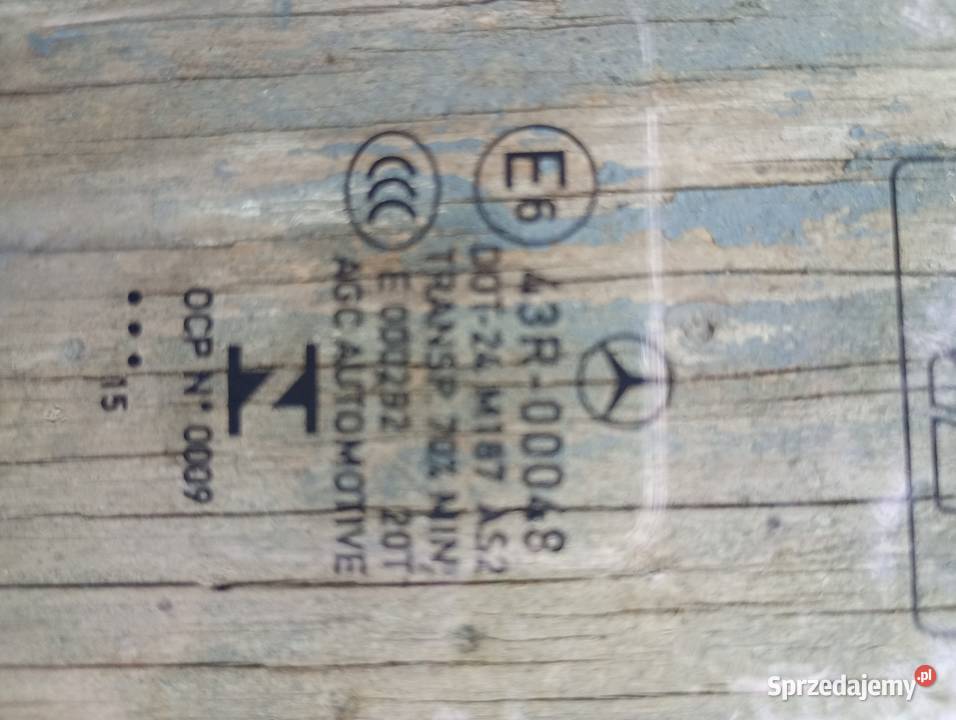 E6
43R-00048
DOT-24 M187 AS2
TRANSP 70% MIN
E 000282 20T
AGC AUTOMOTIVE
N
OCP N° 0009
••• 15
Sprzedajemy.pl